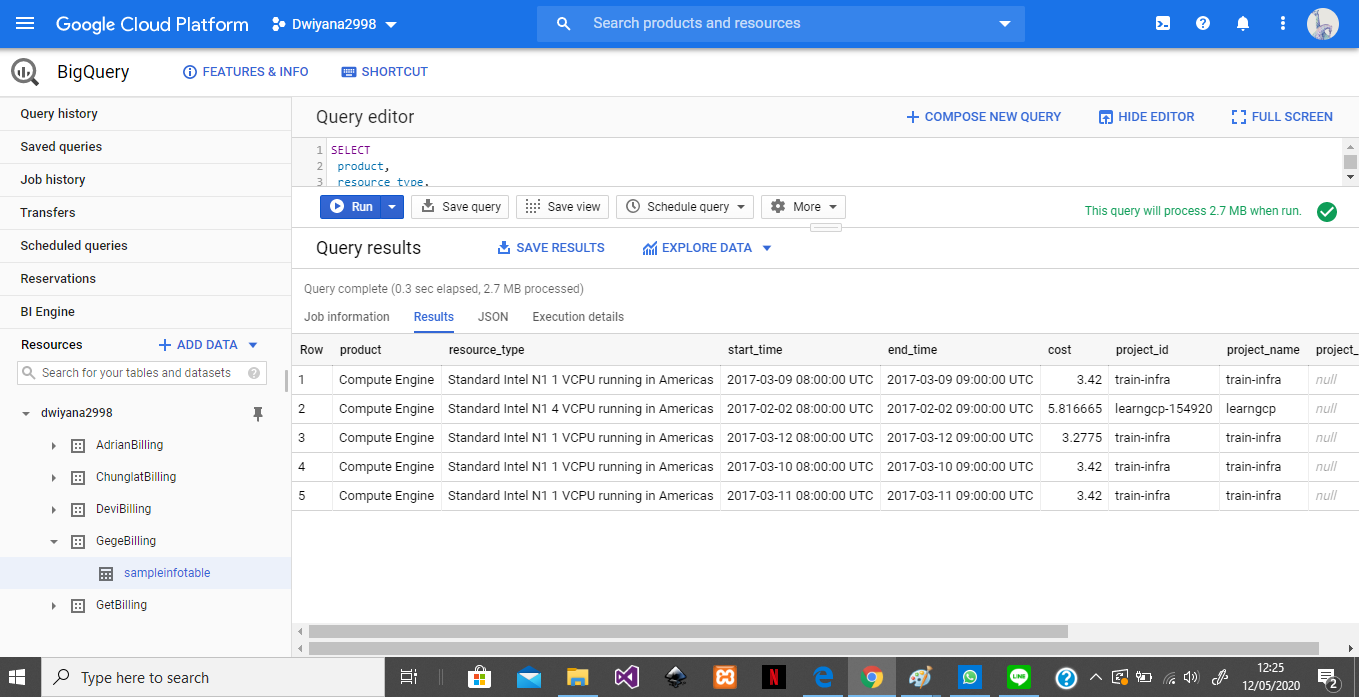 Google Cloud Platform Dwiyana2998 Search products and resources
BigQuery FEATURES & INFO SHORTCUT
Query history
Saved queries
Job history
Transfers
Scheduled queries
Reservations
BI Engine
Resources ADD DATA
Search for your tables and datasets
dwiyana2998
AdrianBilling
ChunglatBilling
DeviBilling
GegeBilling
sampleinfotable
GetBilling
Query editor COMPOSE NEW QUERY HIDE EDITOR FULL SCREEN
1 SELECT
2 product,
3 resource_type,
Run Save query Save view Schedule query More This query will process 2.7 MB when run.
Query results SAVE RESULTS EXPLORE DATA
Query complete (0.3 sec elapsed, 2.7 MB processed)
Job information Results JSON Execution details
Row product resource_type start_time end_time cost project_id project_name project_
1 Compute Engine Standard Intel N1 1 VCPU running in Americas 2017-03-09 08:00:00 UTC 2017-03-09 09:00:00 UTC 3.42 train-infra train-infra null
2 Compute Engine Standard Intel N1 4 VCPU running in Americas 2017-02-02 08:00:00 UTC 2017-02-02 09:00:00 UTC 5.816665 learngcp-154920 learngcp null
3 Compute Engine Standard Intel N1 1 VCPU running in Americas 2017-03-12 08:00:00 UTC 2017-03-12 09:00:00 UTC 3.2775 train-infra train-infra null
4 Compute Engine Standard Intel N1 1 VCPU running in Americas 2017-03-10 08:00:00 UTC 2017-03-10 09:00:00 UTC 3.42 train-infra train-infra null
5 Compute Engine Standard Intel N1 1 VCPU running in Americas 2017-03-11 08:00:00 UTC 2017-03-11 09:00:00 UTC 3.42 train-infra train-infra null
Type here to search
N
LINE
12:25
12/05/2020
2